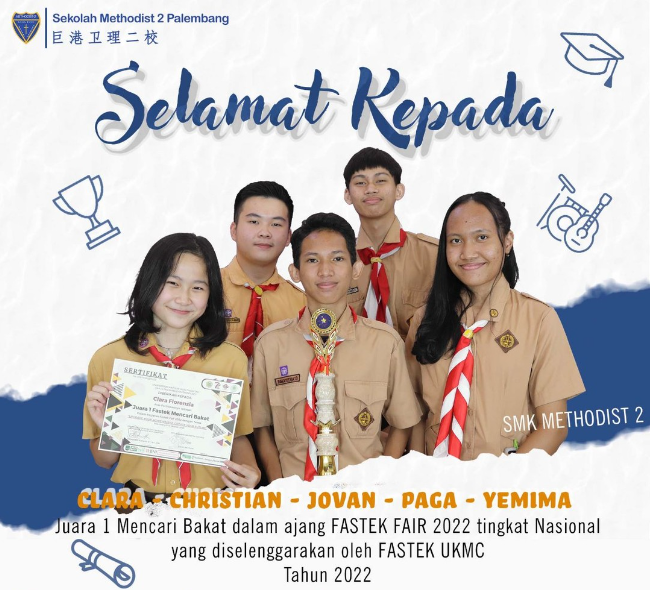 Sekolah Methodist 2 Palembang
巨港卫理二校
Selamat Kepada
SERTIFIKAT
Clara Florencia
Juara 1 Fastek Mencari Bakat
SMK METHODIST 2
CLARA - CHRISTIAN - JOVAN - PAGA - YEMIMA
Juara 1 Mencari Bakat dalam ajang FASTEK FAIR 2022 tingkat Nasional
yang diselenggarakan oleh FASTEK UKMC
Tahun 2022